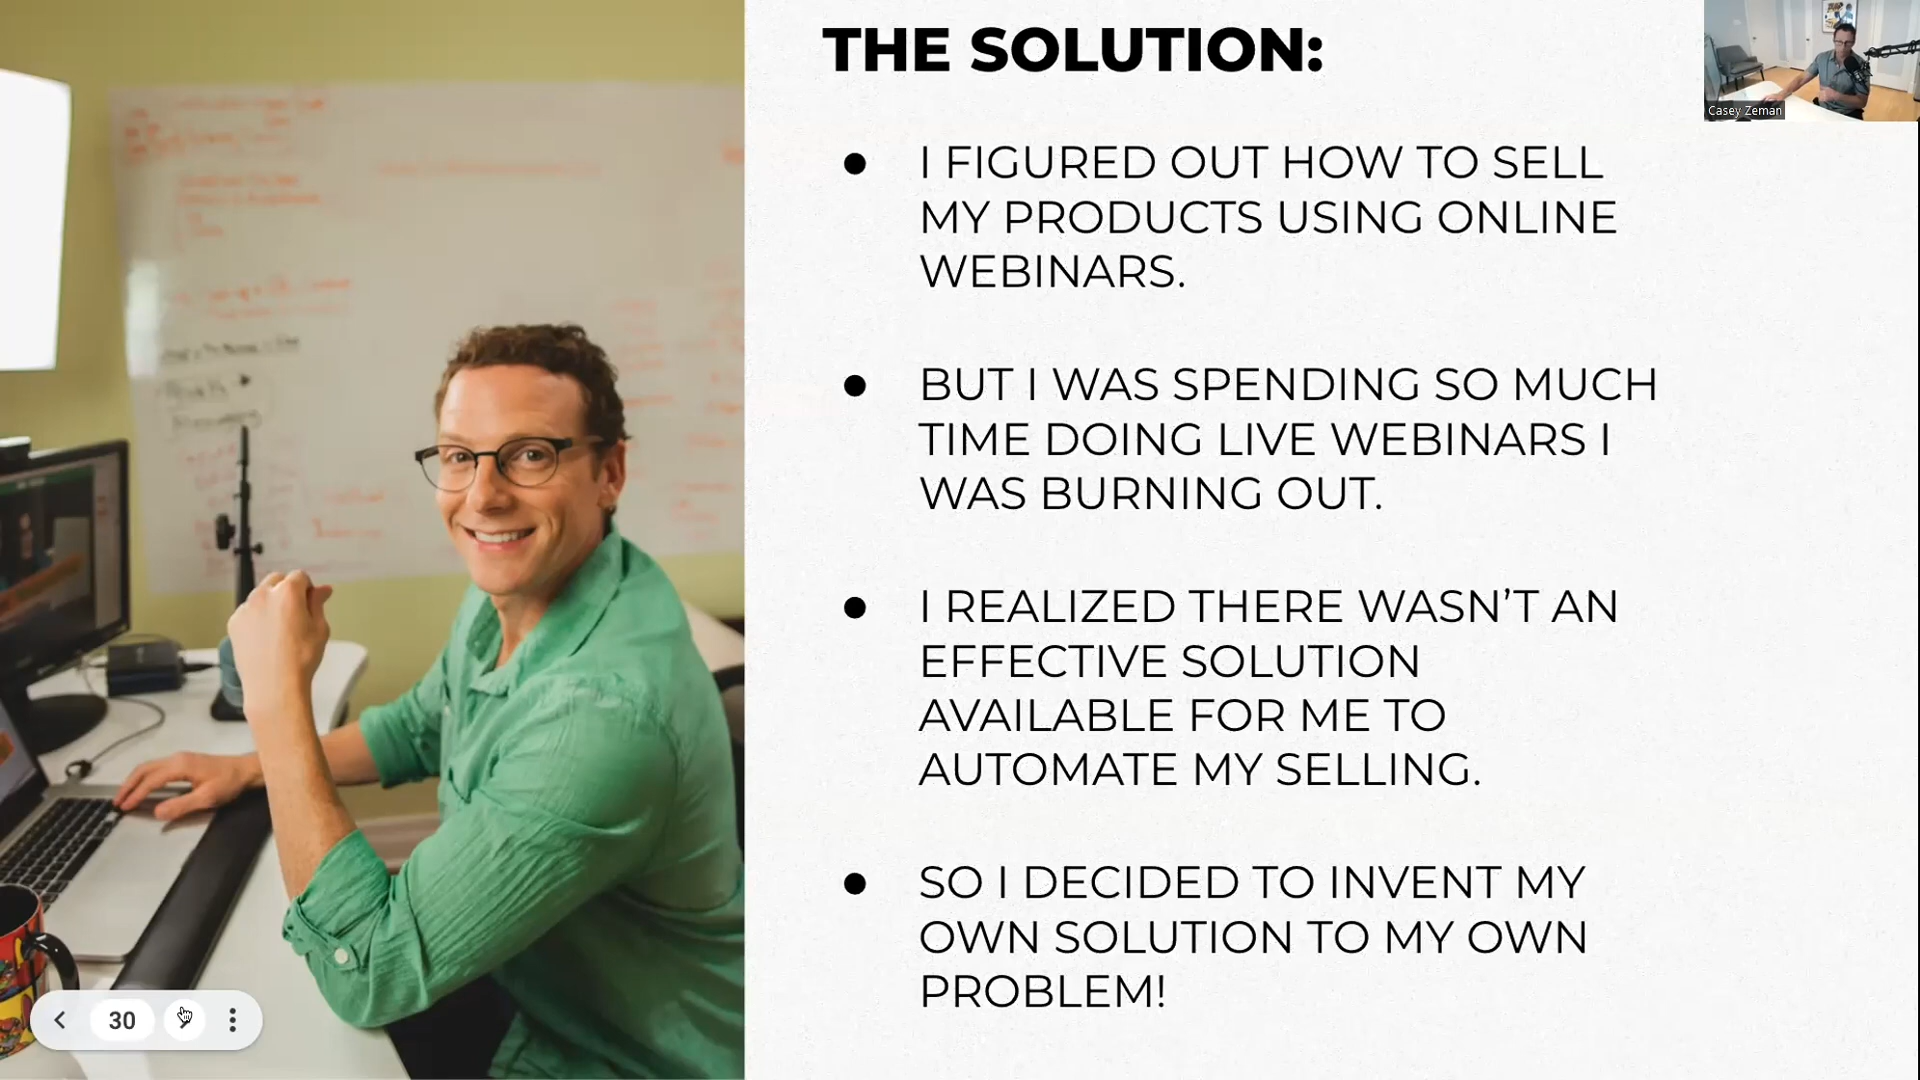 THE SOLUTION:
Casey Zeman
● I FIGURED OUT HOW TO SELL
MY PRODUCTS USING ONLINE
WEBINARS.
● BUT I WAS SPENDING SO MUCH
TIME DOING LIVE WEBINARS I
WAS BURNING OUT.
● I REALIZED THERE WASN’T AN
EFFECTIVE SOLUTION
AVAILABLE FOR ME TO
AUTOMATE MY SELLING.
● SO I DECIDED TO INVENT MY
OWN SOLUTION TO MY OWN
PROBLEM!
30